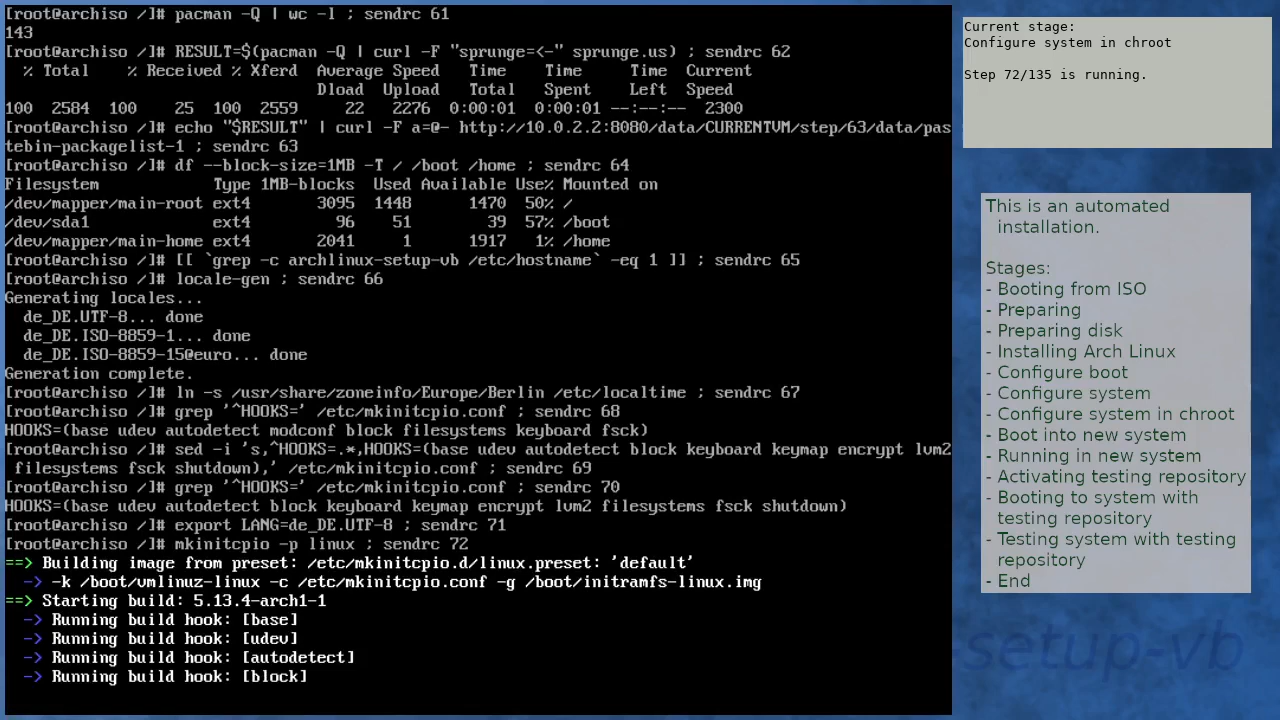 [root@archiso /]# pacman -Q | wc -l ; sendrc 61
143
[root@archiso /]# RESULT=$(pacman -Q | curl -F "sprunge=<-" sprunge.us) ; sendrc 62
  % Total    % Received % Xferd  Average Speed   Time    Time     Time  Current
                                 Dload  Upload   Total   Spent    Left  Speed
100  2584  100    25  100  2559     22   2276  0:00:01  0:00:01 --:--:--  2300
[root@archiso /]# echo "$RESULT" | curl -F a=@- http://10.0.2.2:8080/data/CURRENTVM/step/63/data/pas
tebin-packagelist-1 ; sendrc 63
[root@archiso /]# df --block-size=1MB -T / /boot /home ; sendrc 64
Filesystem            Type 1MB-blocks  Used Available Use% Mounted on
/dev/mapper/main-root ext4       3095  1448      1470  50% /
/dev/sda1             ext4         96    51        39  57% /boot
/dev/mapper/main-home ext4       2041     1      1917   1% /home
[root@archiso /]# [[ `grep -c archlinux-setup-vb /etc/hostname` -eq 1 ]] ; sendrc 65
[root@archiso /]# locale-gen ; sendrc 66
Generating locales...
  de_DE.UTF-8... done
  de_DE.ISO-8859-1... done
  de_DE.ISO-8859-15@euro... done
Generation complete.
[root@archiso /]# ln -s /usr/share/zoneinfo/Europe/Berlin /etc/localtime ; sendrc 67
[root@archiso /]# grep '^HOOKS=' /etc/mkinitcpio.conf ; sendrc 68
HOOKS=(base udev autodetect modconf block filesystems keyboard fsck)
[root@archiso /]# sed -i 's,^HOOKS=.*,HOOKS=(base udev autodetect block keyboard keymap encrypt lvm2
 filesystems fsck shutdown),' /etc/mkinitcpio.conf ; sendrc 69
[root@archiso /]# grep '^HOOKS=' /etc/mkinitcpio.conf ; sendrc 70
HOOKS=(base udev autodetect block keyboard keymap encrypt lvm2 filesystems fsck shutdown)
[root@archiso /]# export LANG=de_DE.UTF-8 ; sendrc 71
[root@archiso /]# mkinitcpio -p linux ; sendrc 72
==> Building image from preset: /etc/mkinitcpio.d/linux.preset: 'default'
  -> -k /boot/vmlinuz-linux -c /etc/mkinitcpio.conf -g /boot/initramfs-linux.img
==> Starting build: 5.13.4-arch1-1
  -> Running build hook: [base]
  -> Running build hook: [udev]
  -> Running build hook: [autodetect]
  -> Running build hook: [block]
Current stage:
Configure system in chroot
Step 72/135 is running.
This is an automated
installation.
Stages:
- Booting from ISO
- Preparing
- Preparing disk
- Installing Arch Linux
- Configure boot
- Configure system
- Configure system in chroot
- Boot into new system
- Running in new system
- Activating testing repository
- Booting to system with
testing repository
- Testing system with testing
repository
- End
-setup-vb